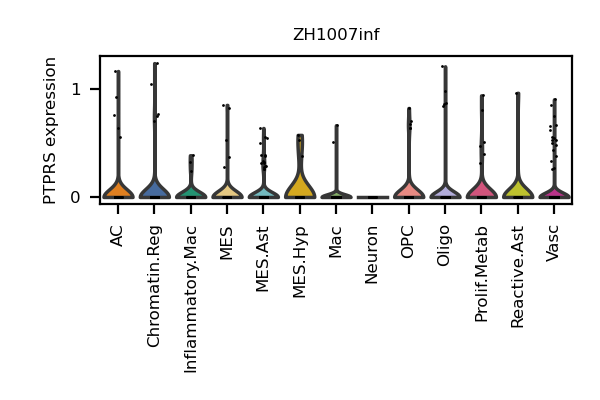 ZH1007inf
PTPRS expression
1
0
AC
Chromatin.Reg
Inflammatory.Mac
MES
MES.Ast
MES.Hyp
Mac
Neuron
OPC
Oligo
Prolif.Metab
Reactive.Ast
Vasc